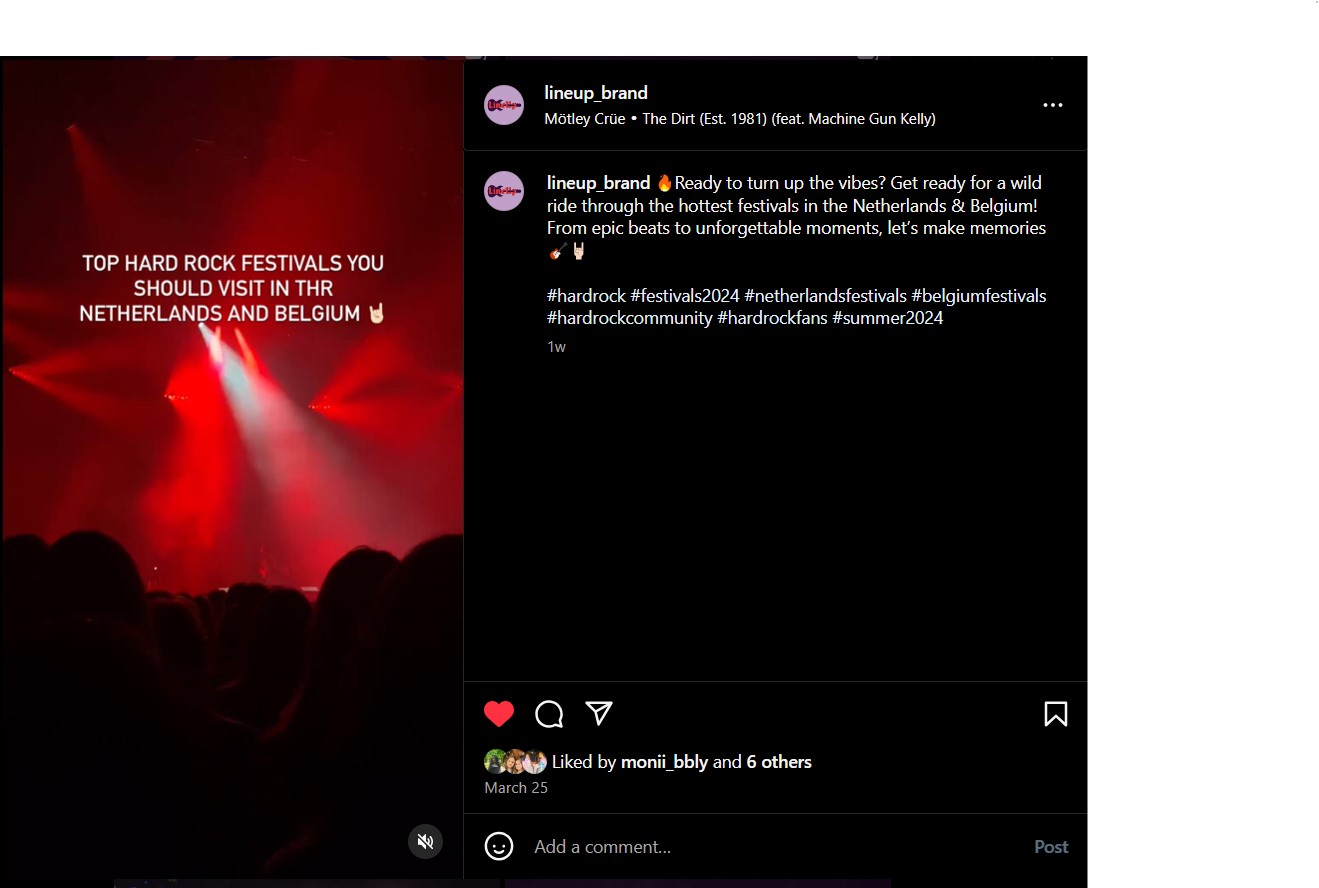 TOP HARD ROCK FESTIVALS YOU
SHOULD VISIT IN THR
NETHERLANDS AND BELGIUM 🤘🏻
lineup_brand
Mötley Crüe • The Dirt (Est. 1981) (feat. Machine Gun Kelly)
lineup_brand 🔥Ready to turn up the vibes? Get ready for a wild
ride through the hottest festivals in the Netherlands & Belgium!
From epic beats to unforgettable moments, let’s make memories
🎸🤘🏻
#hardrock #festivals2024 #netherlandsfestivals #belgiumfestivals
#hardrockcommunity #hardrockfans #summer2024
1w
Liked by monii_bbly and 6 others
March 25
Add a comment...
Post